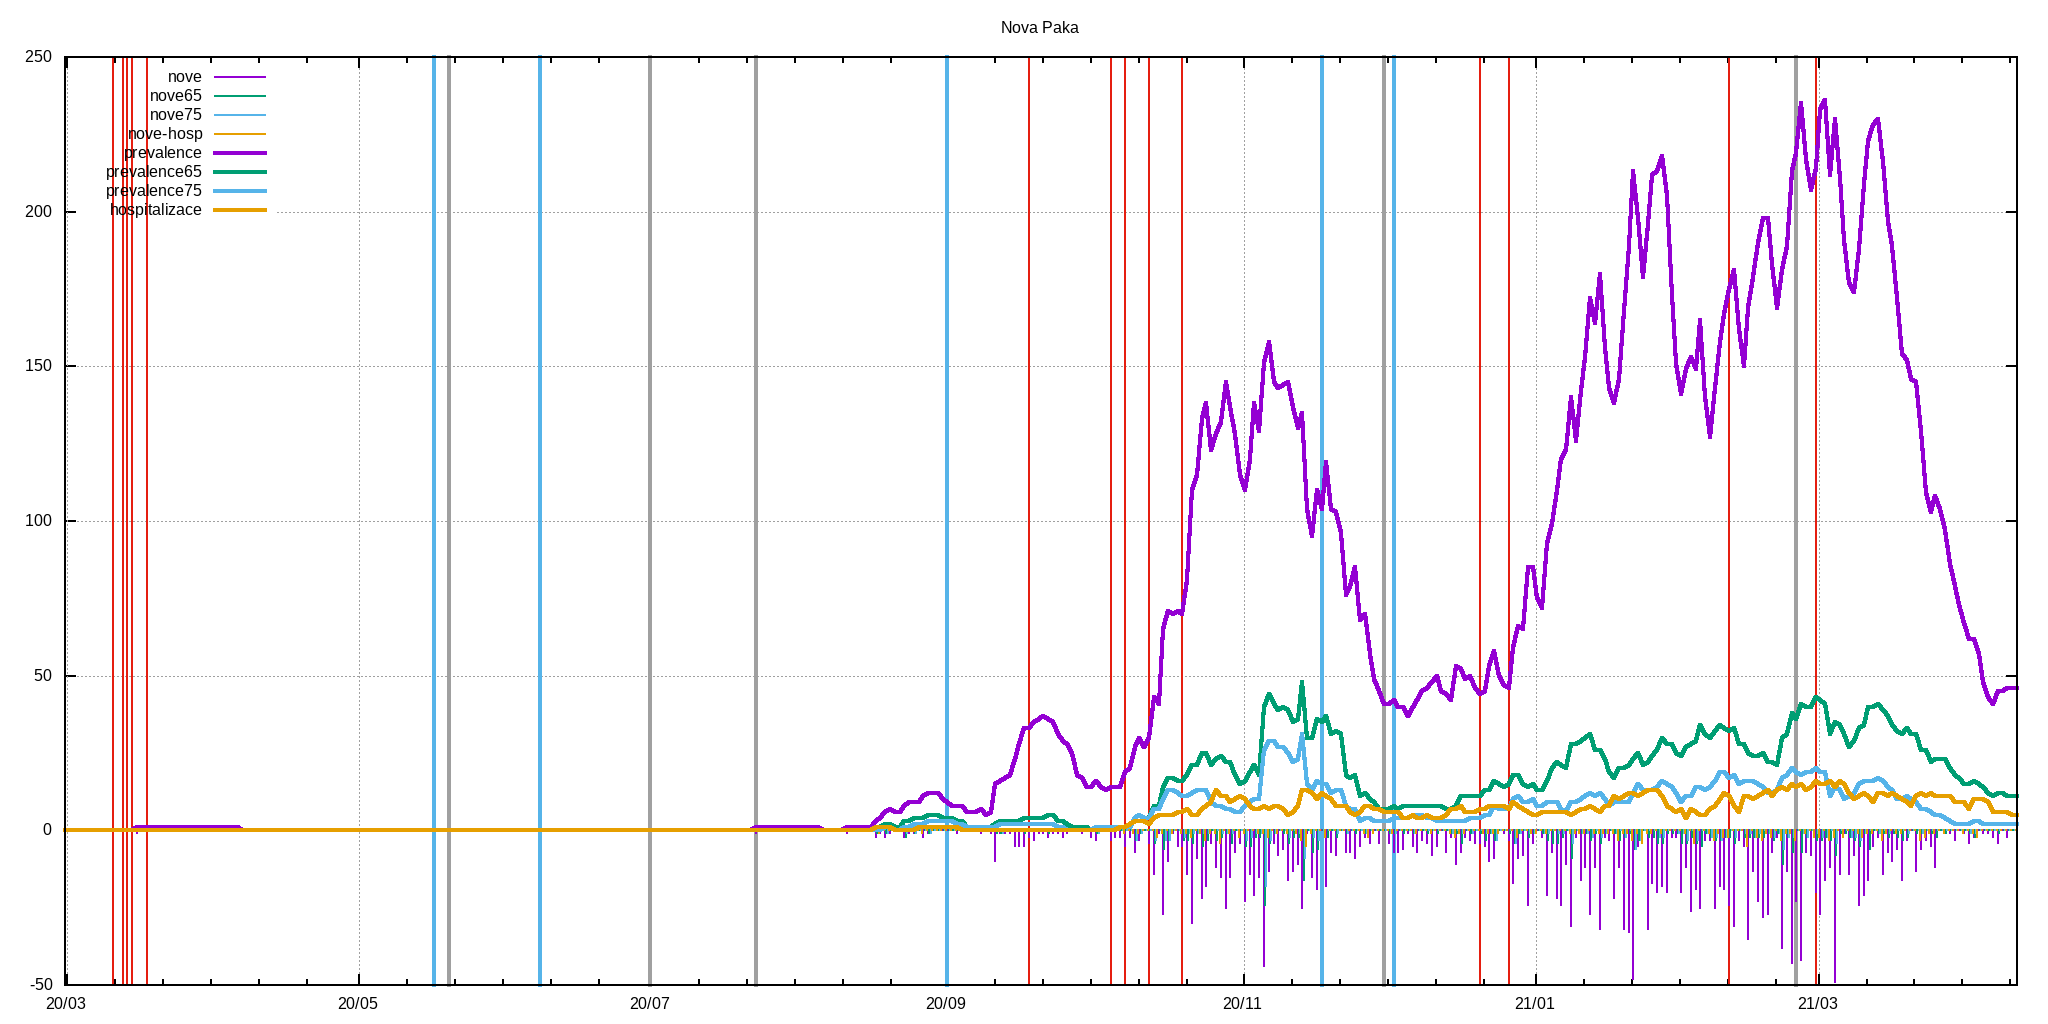 Nova Paka
250
nove
nove65
nove75
nove-hosp
prevalence
prevalence65
prevalence75
hospitalizace
200
150
100
50
0
-50
20/03 20/05 20/07 20/09 20/11 21/01 21/03